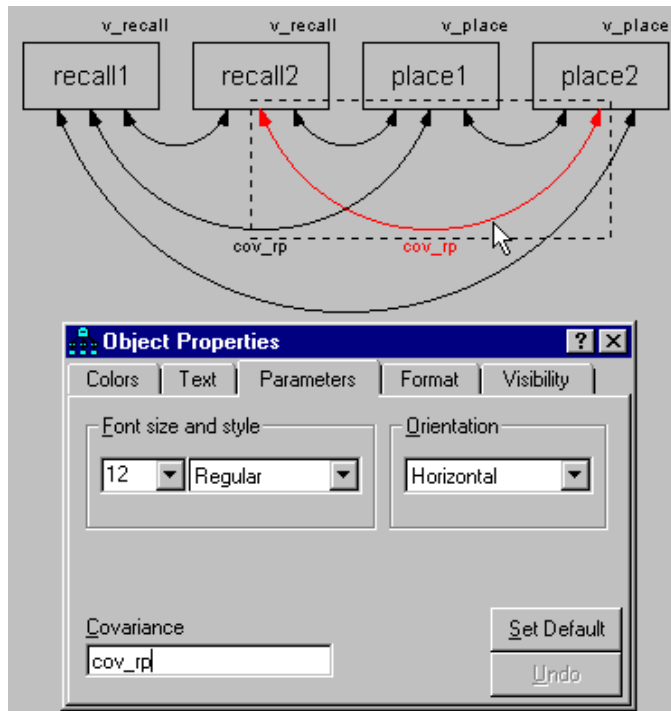 v_recall v_recall v_place v_place
recall1 recall2 place1 place2
cov_rp cov_rp
Object Properties ? X
Colors Text Parameters Format Visibility
Font size and style Orientation
12 Regular Horizontal
Covariance Set Default
cov_rp Undo